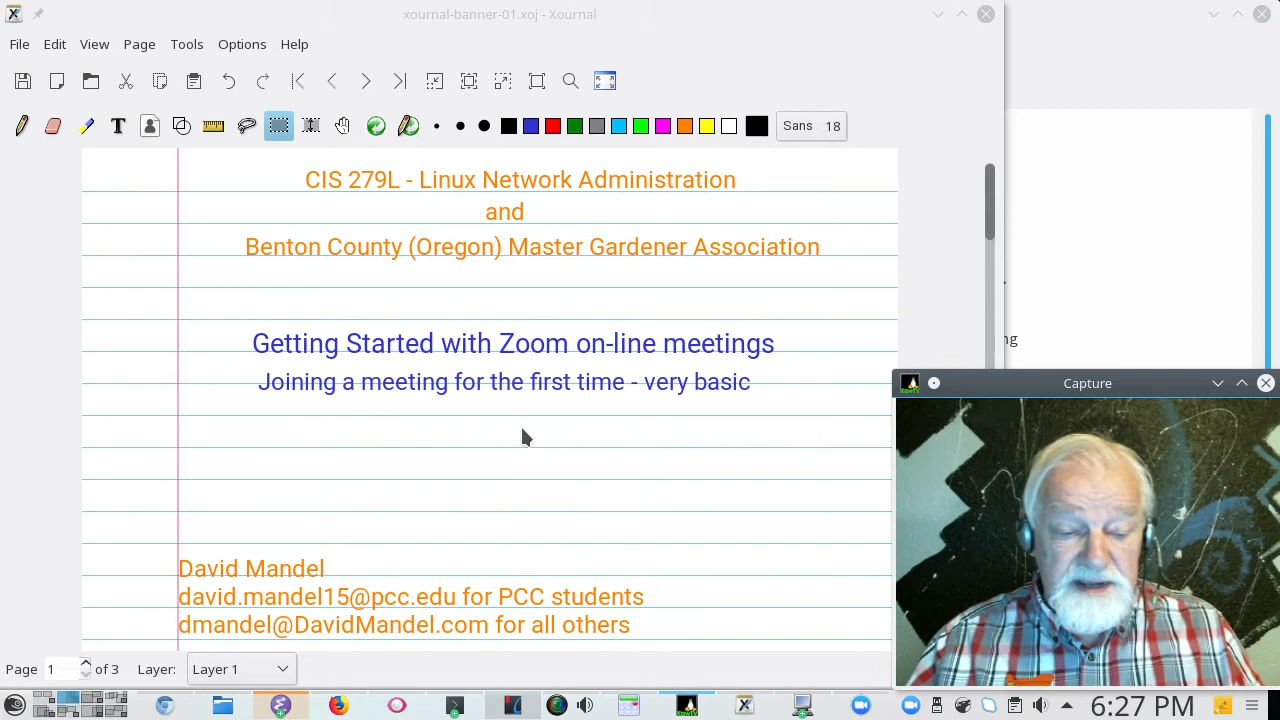 xournal-banner-01.xoj - Xournal
File Edit View Page Tools Options Help
Sans 18
CIS 279L - Linux Network Administration
and
Benton County (Oregon) Master Gardener Association
Getting Started with Zoom on-line meetings
Joining a meeting for the first time - very basic
ng
Capture
David Mandel
david.mandel15@pcc.edu for PCC students
dmandel@DavidMandel.com for all others
Page 1 of 3 Layer: Layer 1
6:27 PM